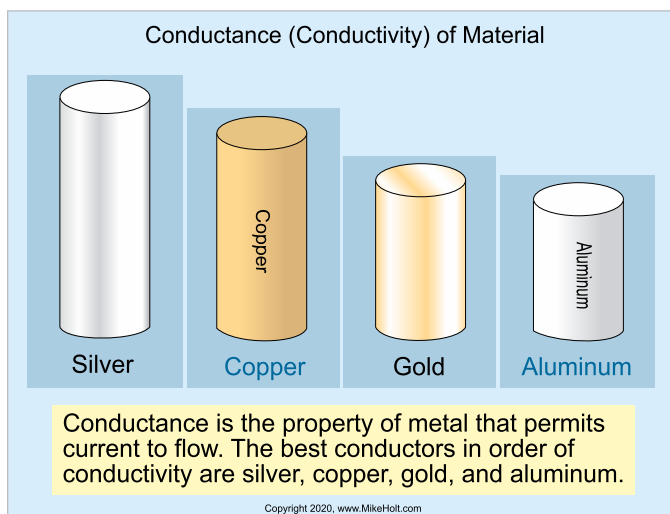 Conductance (Conductivity) of Material
Copper
Aluminum
Silver
Copper
Gold
Aluminum
Conductance is the property of metal that permits
current to flow. The best conductors in order of
conductivity are silver, copper, gold, and aluminum.
Copyright 2020, www.MikeHolt.com